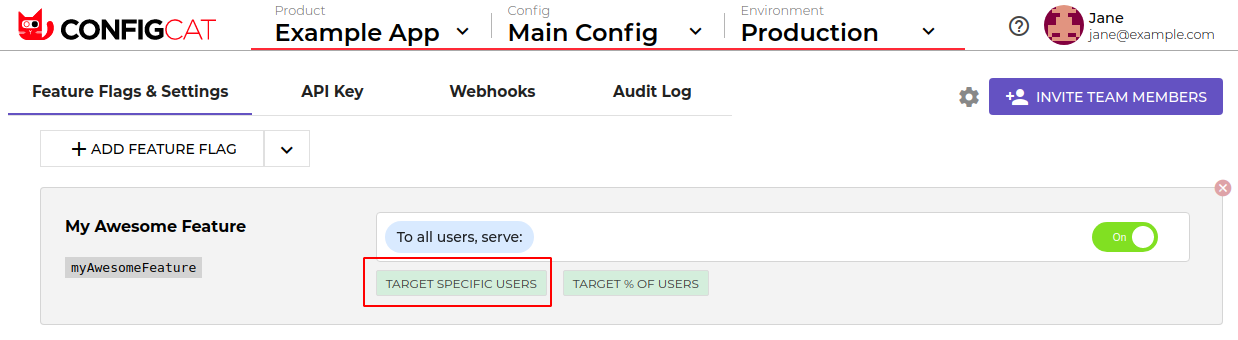 CONFIGCAT
Product
Example App
Config
Main Config
Environment
Production
Jane
jane@example.com
Feature Flags & Settings
API Key
Webhooks
Audit Log
INVITE TEAM MEMBERS
ADD FEATURE FLAG
My Awesome Feature
myAwesomeFeature
To all users, serve:
On
TARGET SPECIFIC USERS
TARGET % OF USERS